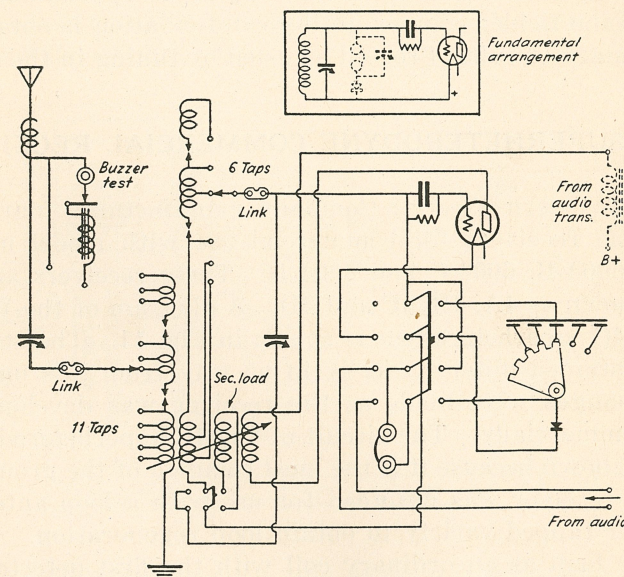 Fundamental
arrangement
+
Buzzer
test
6 Taps
Link
From
audio
trans.
B+
Link
Sec. load
11 Taps
From audio